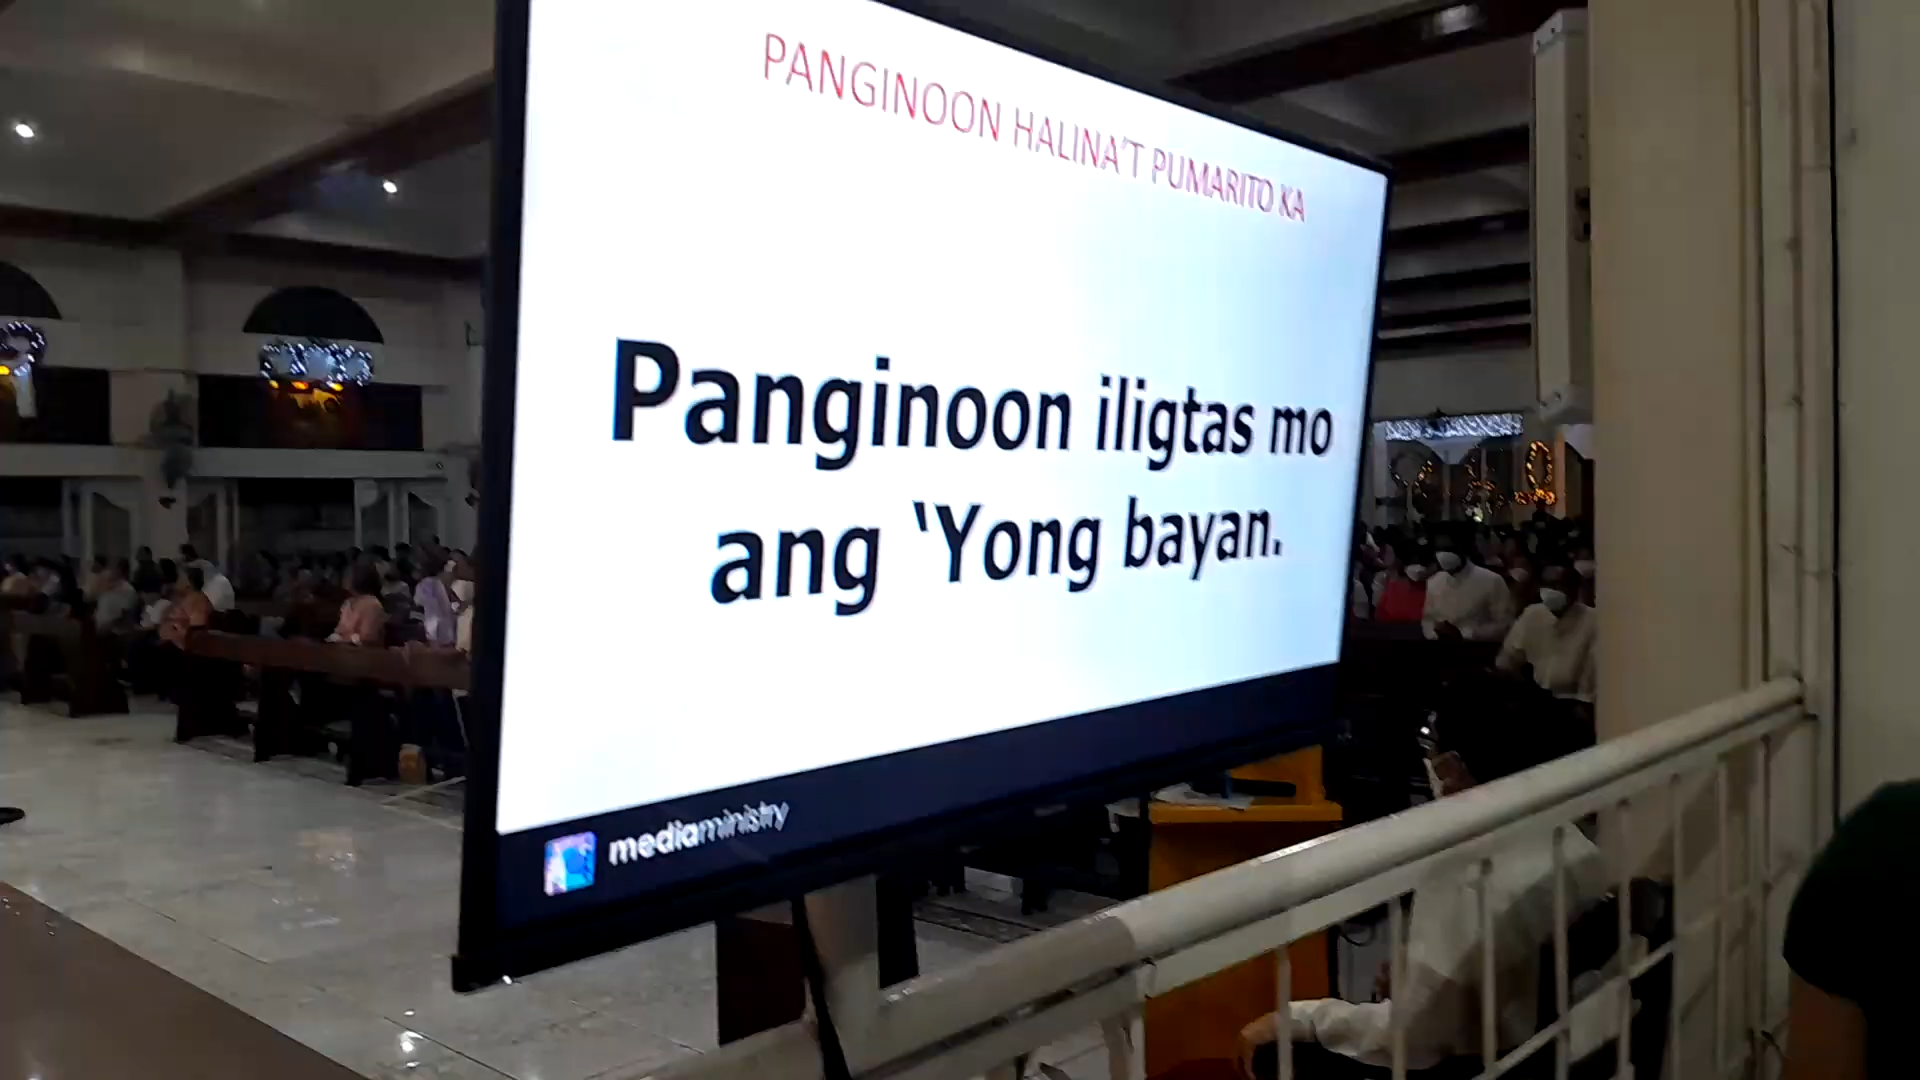 PANGINOON HALINA'T PUMARITO KA
Panginoon iligtas mo
ang ‘Yong bayan.
mediaministry